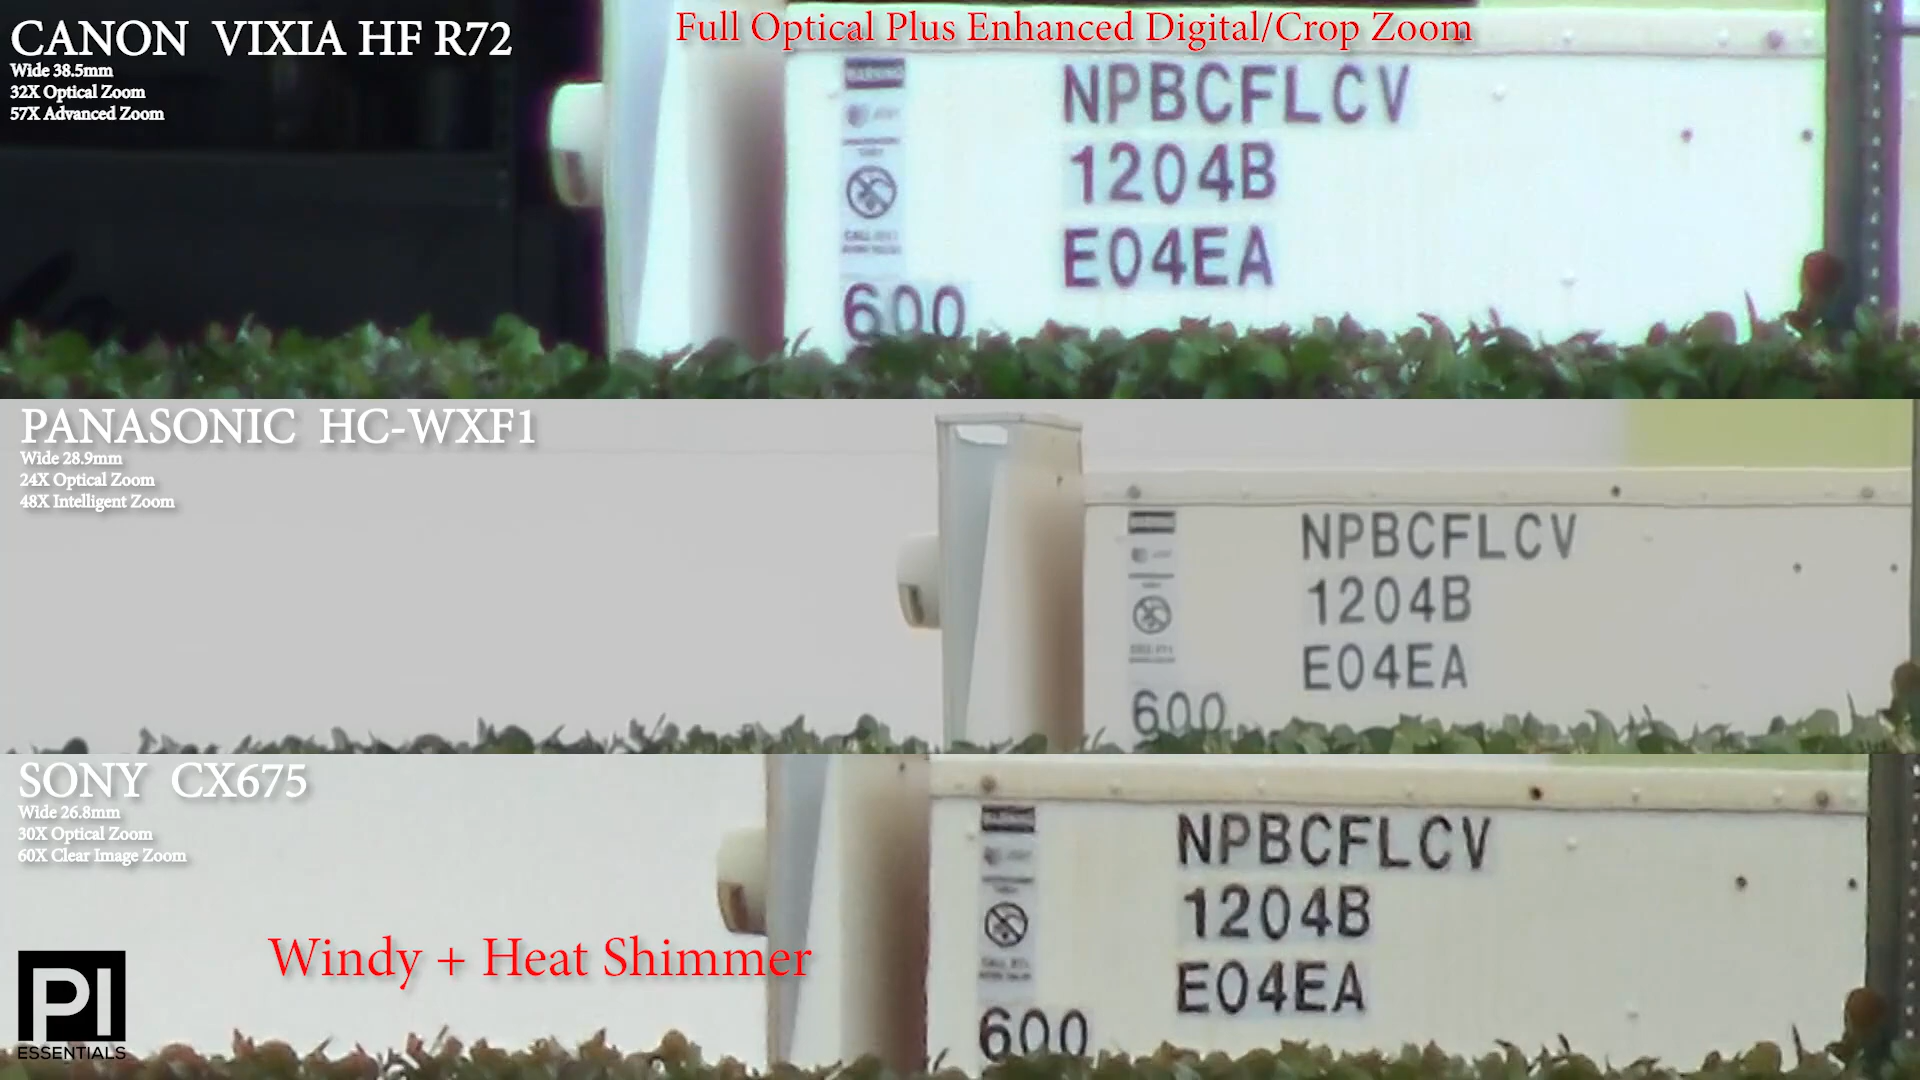 Full Optical Plus Enhanced Digital/Crop Zoom
CANON VIXIA HF R72
Wide 38.5mm
32X Optical Zoom
57X Advanced Zoom
WARNING
NPBCFLCV
1204B
E04EA
600
PANASONIC HC-WXF1
Wide 28.9mm
24X Optical Zoom
48X Intelligent Zoom
NPBCFLCV
1204B
E04EA
600
SONY CX675
Wide 26.8mm
30X Optical Zoom
60X Clear Image Zoom
NPBCFLCV
1204B
E04EA
600
Windy + Heat Shimmer
PI
ESSENTIALS